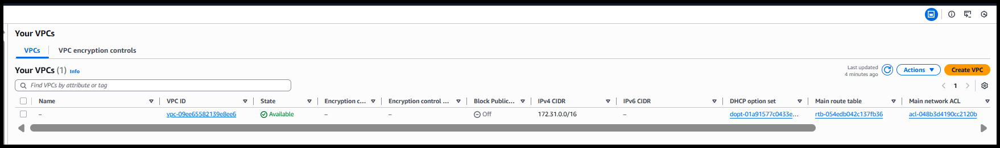 Your VPCs
VPCs
VPC encryption controls
Your VPCs (1) Info
Last updated
4 minutes ago
Actions
Create VPC
Find VPCs by attribute or tag
1
Name
VPC ID
State
Encryption c...
Encryption control ...
Block Public...
IPv4 CIDR
IPv6 CIDR
DHCP option set
Main route table
Main network ACL
–
vpc-09ee65582139e8ee6
Available
–
–
Off
172.31.0.0/16
–
dopt-01a91577c0433e...
rtb-054edb042c137fb36
acl-048b3d4190cc2120b